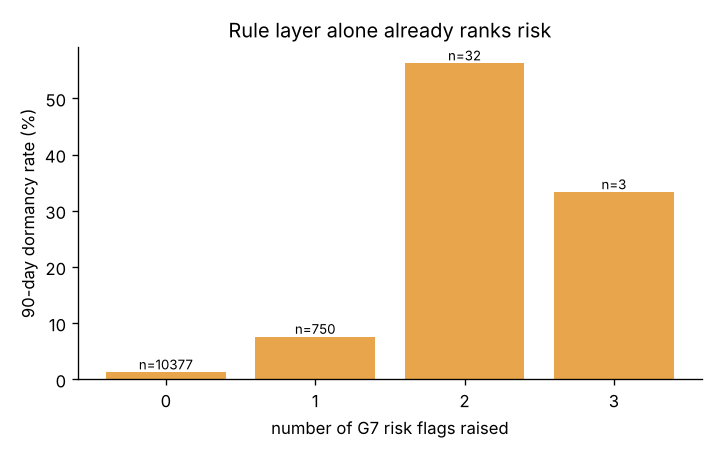 Rule layer alone already ranks risk
90-day dormancy rate (%)
50
40
30
20
10
0
n=10377
n=750
n=32
n=3
0
1
2
3
number of G7 risk flags raised